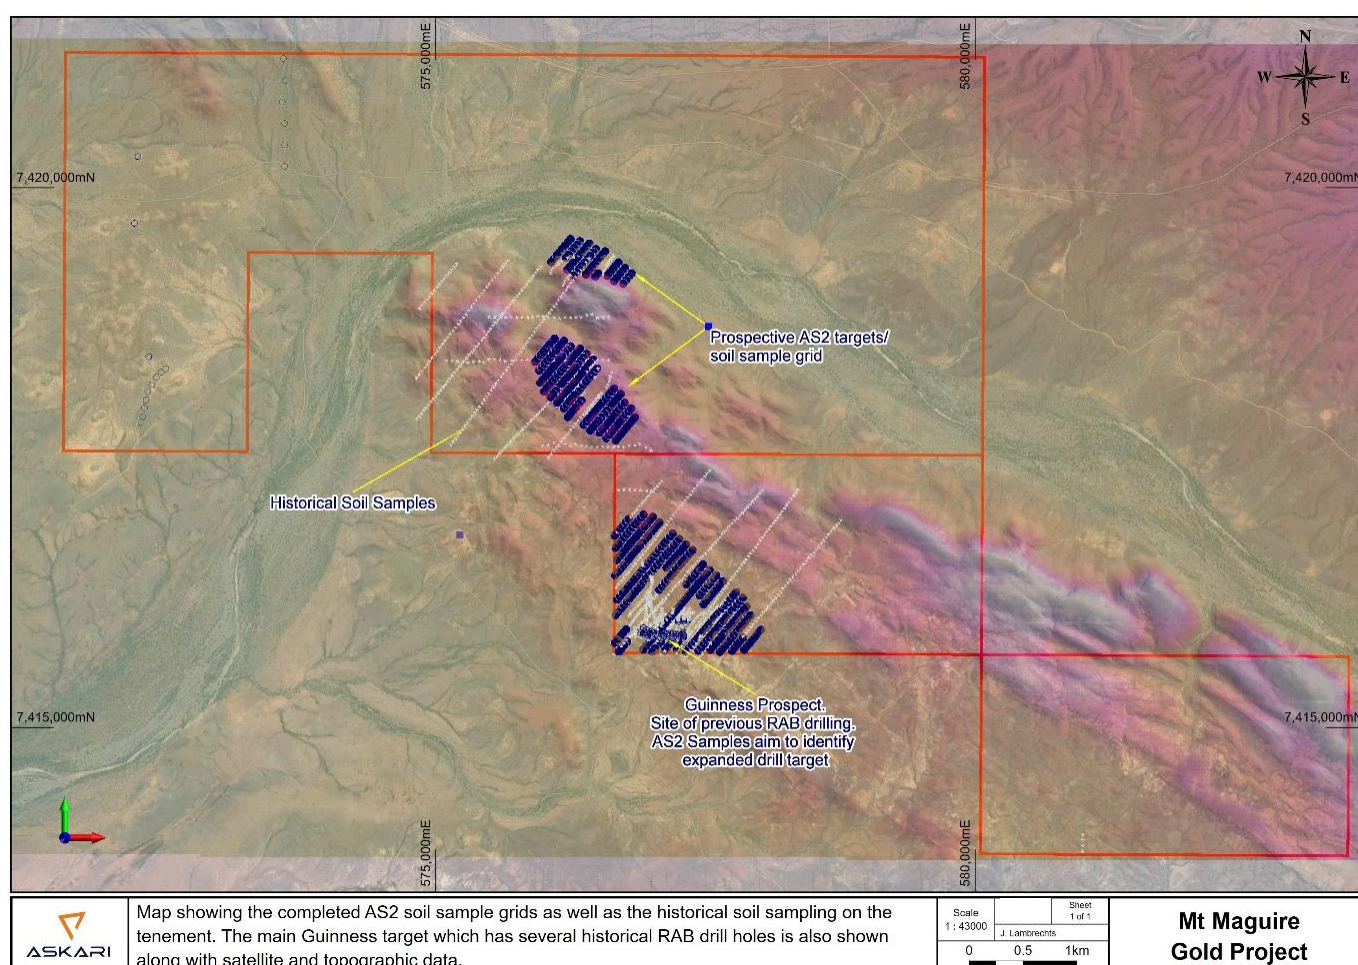 575,000mE
580,000mE
N
W E
S
7,420,000mN
7,420,000mN
Prospective AS2 targets/
soil sample grid
Historical Soil Samples
Guinness Prospect.
Site of previous RAB drilling.
AS2 Samples aim to identify
expanded drill target
7,415,000mN
7,415,000mN
575,000mE
580,000mE
ASKARI
Map showing the completed AS2 soil sample grids as well as the historical soil sampling on the
tenement. The main Guinness target which has several historical RAB drill holes is also shown
along with satellite and topographic data.
Scale
1 : 43000
Sheet
1 of 1
J. Lambrechts
0 0.5 1km
Mt Maguire
Gold Project